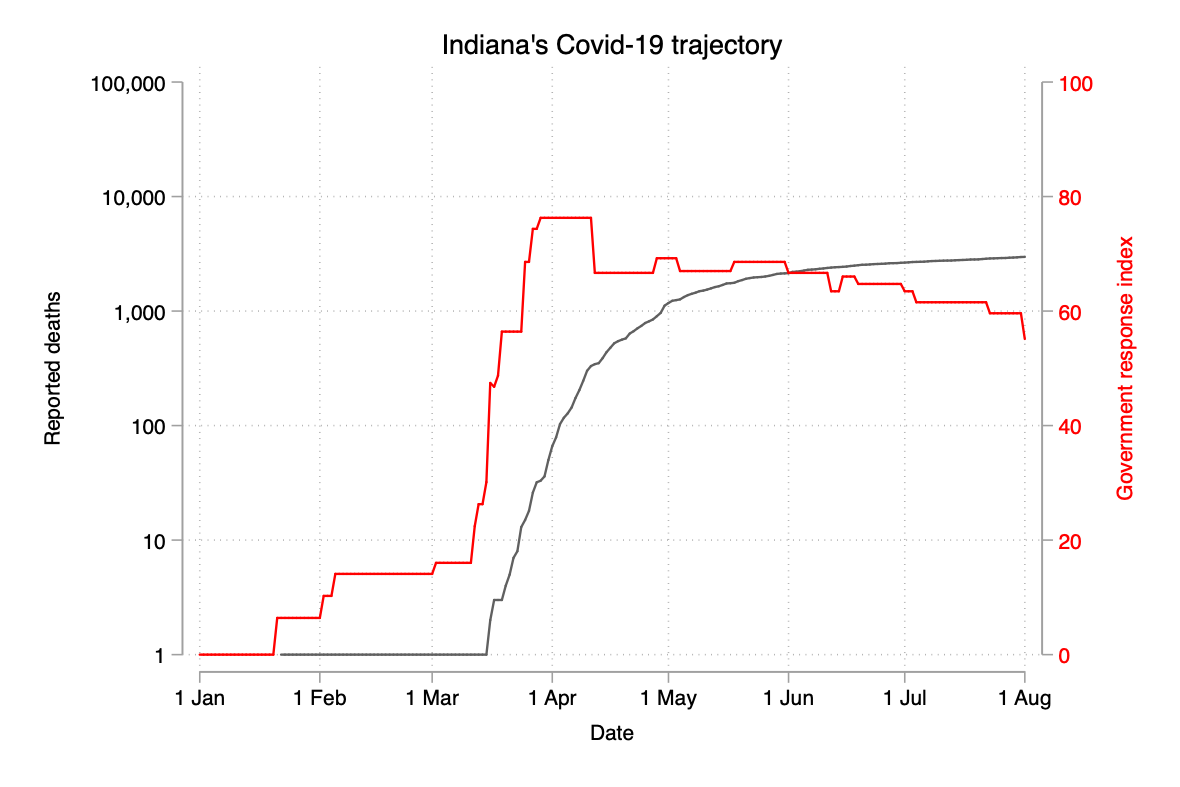 Indiana's Covid-19 trajectory
100,000
10,000
1,000
100
10
1
Reported deaths
100
80
60
40
20
0
Government response index
1 Jan
1 Feb
1 Mar
1 Apr
1 May
1 Jun
1 Jul
1 Aug
Date